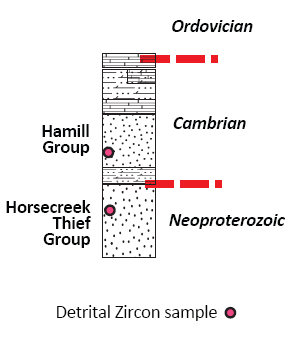 Ordovician
Hamill
Group
Cambrian
Horsecreek
Thief
Group
Neoproterozoic
Detrital Zircon sample